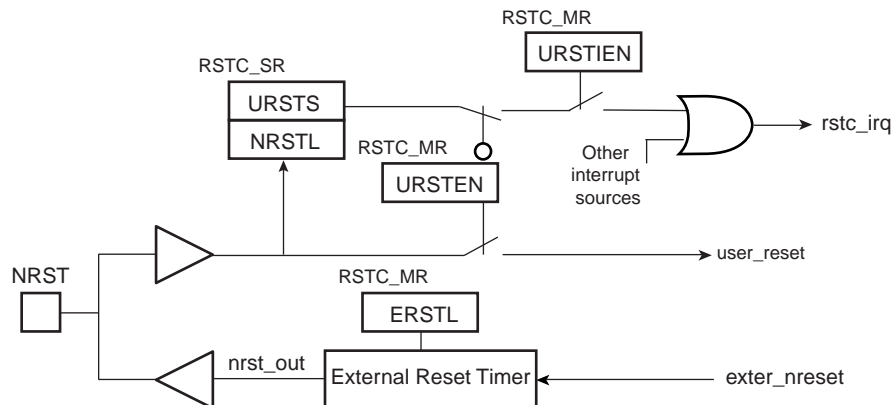 RSTC_MR
URSTIEN
RSTC_SR
URSTS
NRSTL
rstc_irq
RSTC_MR
URSTEN
Other
interrupt
sources
user_reset
NRST
RSTC_MR
ERSTL
nrst_out
External Reset Timer
exter_nreset